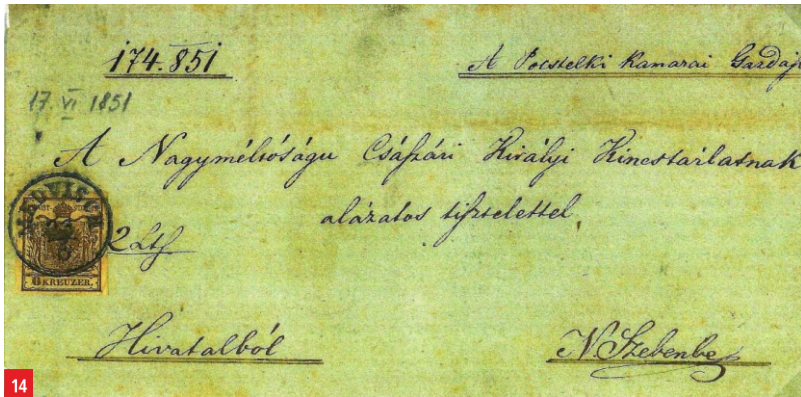 174.851
A Pocstelki Kamarai Gazdaj
17. VI 1851
A Nagyméltóságu Császári Királyi Kincstárlatnak
alázatos tisztelettel
2 Lth
6 KREUZER.
Hivatalból
N. Szebenbe
14